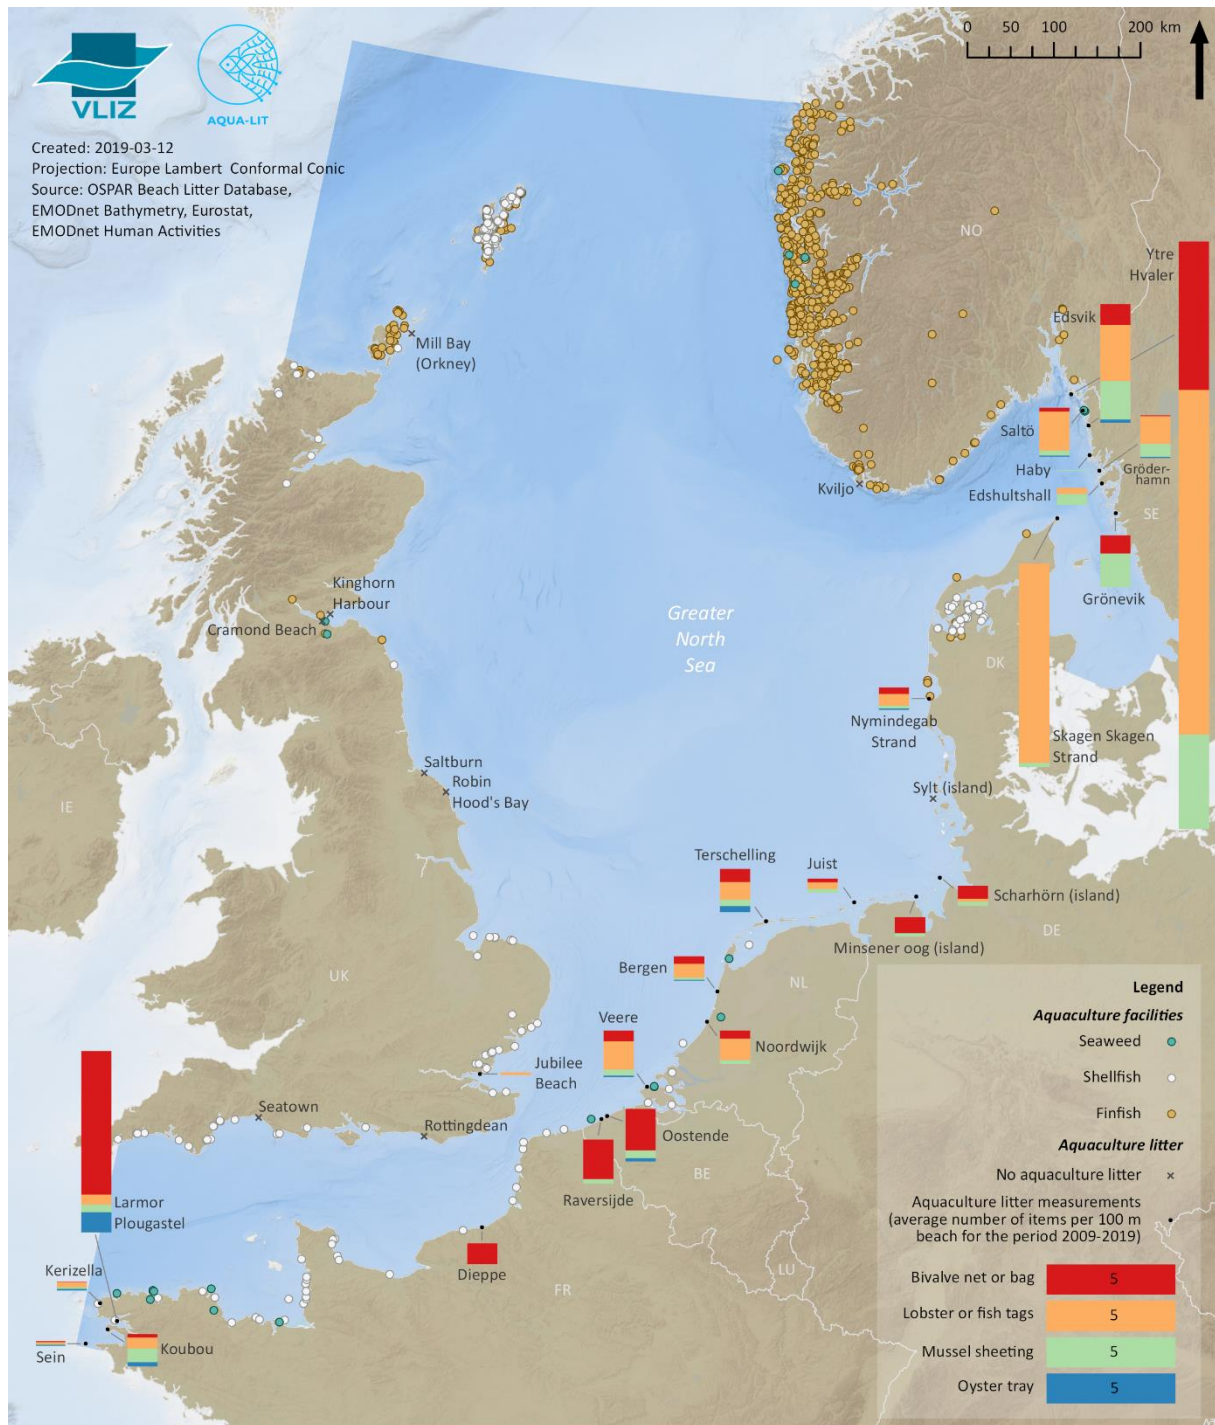 0 50 100 200 km
VLIZ
AQUA-LIT
Created: 2019-03-12
Projection: Europe Lambert Conformal Conic
Source: OSPAR Beach Litter Database,
EMODnet Bathymetry, Eurostat,
EMODnet Human Activities
NO
Ytre
Hvaler
Edsvik
Mill Bay
(Orkney)
Saltö
Haby
Gröder-
hamn
Kviljo
Edshultshall
SE
Grönevik
Kinghorn
Harbour
Cramond Beach
Greater
North
Sea
DK
Nymindegab
Strand
Skagen Skagen
Strand
Saltburn
Robin
Hood's Bay
Sylt (island)
IE
Terschelling
Juist
Scharhörn (island)
Minsener oog (island)
DE
UK
Bergen
NL
Veere
Noordwijk
Jubilee
Beach
Seatown
Rottingdean
Oostende
Raversijde
BE
Larmor
Plougastel
Dieppe
LU
FR
Kerizella
Sein
Koubou
Legend
Aquaculture facilities
Seaweed
Shellfish
Finfish
Aquaculture litter
No aquaculture litter
Aquaculture litter measurements
(average number of items per 100 m
beach for the period 2009-2019)
Bivalve net or bag 5
Lobster or fish tags 5
Mussel sheeting 5
Oyster tray 5